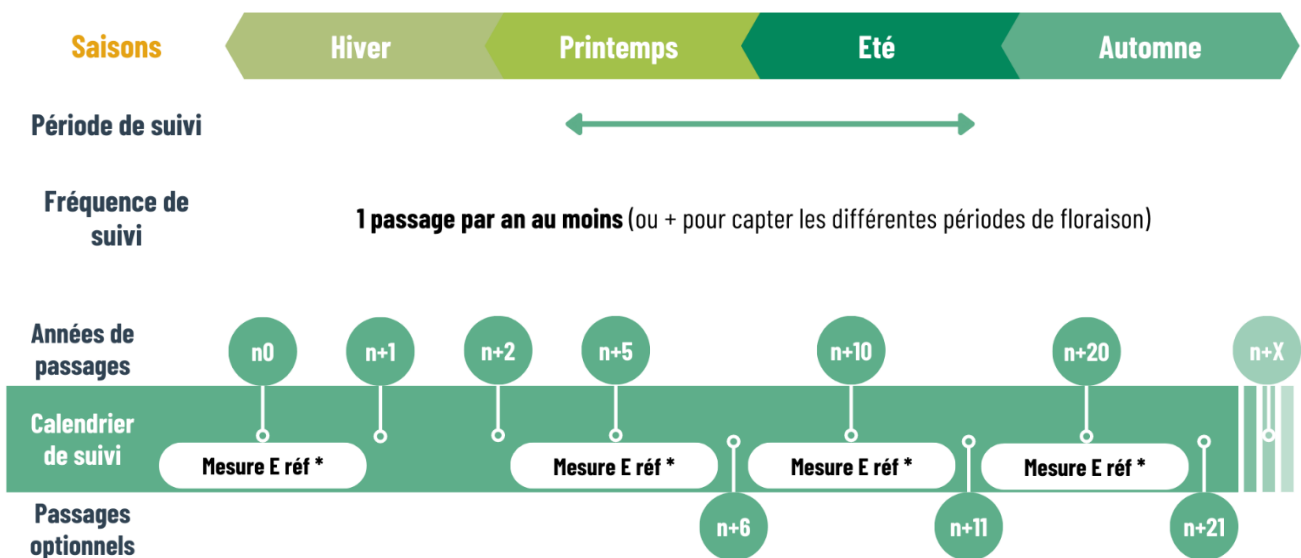 Saisons Hiver Printemps Eté Automne
Période de suivi
Fréquence de
suivi
1 passage par an au moins (ou + pour capter les différentes périodes de floraison)
Années de
passages
n0 n+1 n+2 n+5 n+10 n+20 n+X
Calendrier
de suivi
Mesure E réf * Mesure E réf * Mesure E réf * Mesure E réf *
Passages
optionnels
n+6 n+11 n+21